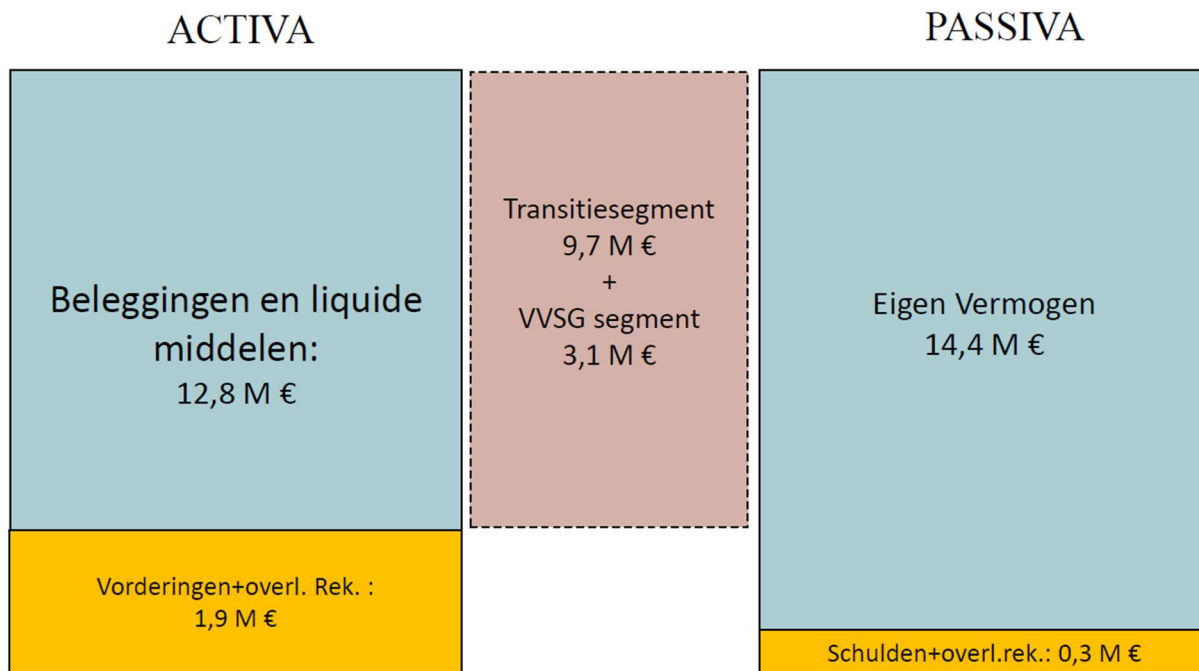 ACTIVA
PASSIVA
Beleggingen en liquide
middelen:
12,8 M €
Transitiesegment
9,7 M €
+
VVSG segment
3,1 M €
Eigen Vermogen
14,4 M €
Vorderingen+overl. Rek. :
1,9 M €
Schulden+overl.rek.: 0,3 M €